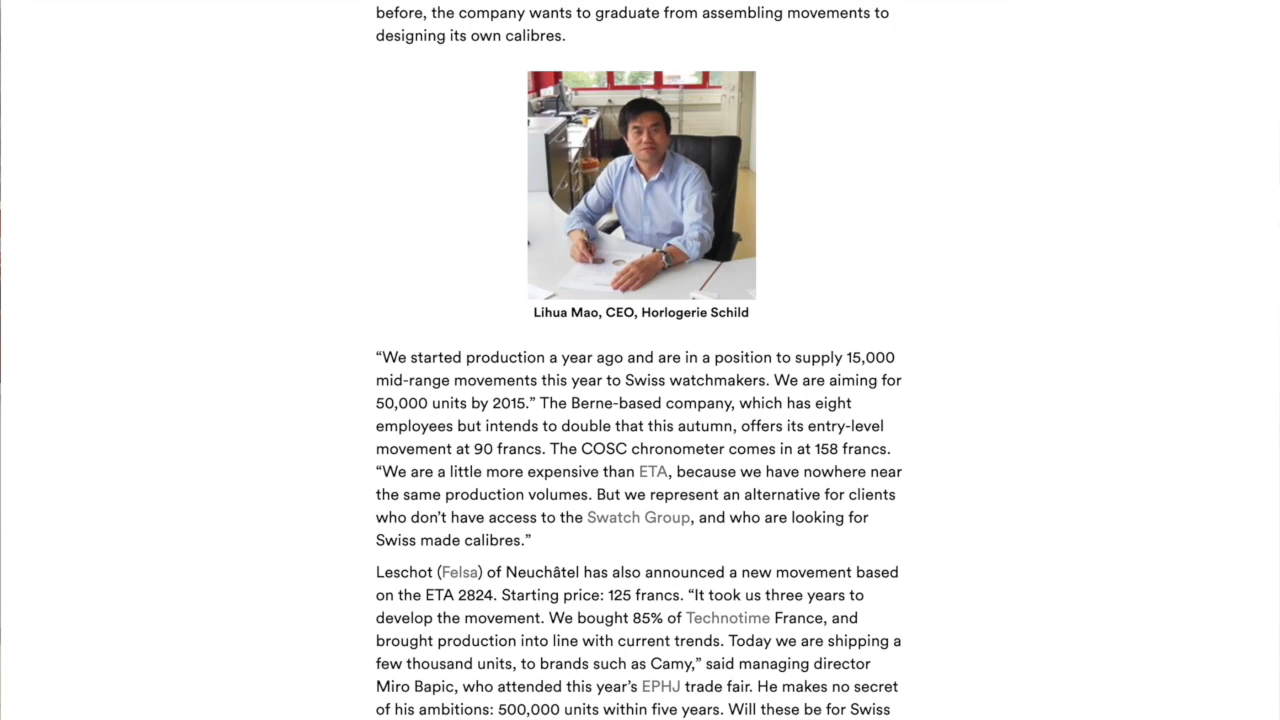 before, the company wants to graduate from assembling movements to
designing its own calibres.
Lihua Mao, CEO, Horlogerie Schild
“We started production a year ago and are in a position to supply 15,000
mid-range movements this year to Swiss watchmakers. We are aiming for
50,000 units by 2015.” The Berne-based company, which has eight
employees but intends to double that this autumn, offers its entry-level
movement at 90 francs. The COSC chronometer comes in at 158 francs.
“We are a little more expensive than ETA, because we have nowhere near
the same production volumes. But we represent an alternative for clients
who don’t have access to the Swatch Group, and who are looking for
Swiss made calibres.”
Leschot (Felsa) of Neuchâtel has also announced a new movement based
on the ETA 2824. Starting price: 125 francs. “It took us three years to
develop the movement. We bought 85% of Technotime France, and
brought production into line with current trends. Today we are shipping a
few thousand units, to brands such as Camy,” said managing director
Miro Bapic, who attended this year’s EPHJ trade fair. He makes no secret
of his ambitions: 500,000 units within five years. Will these be for Swiss